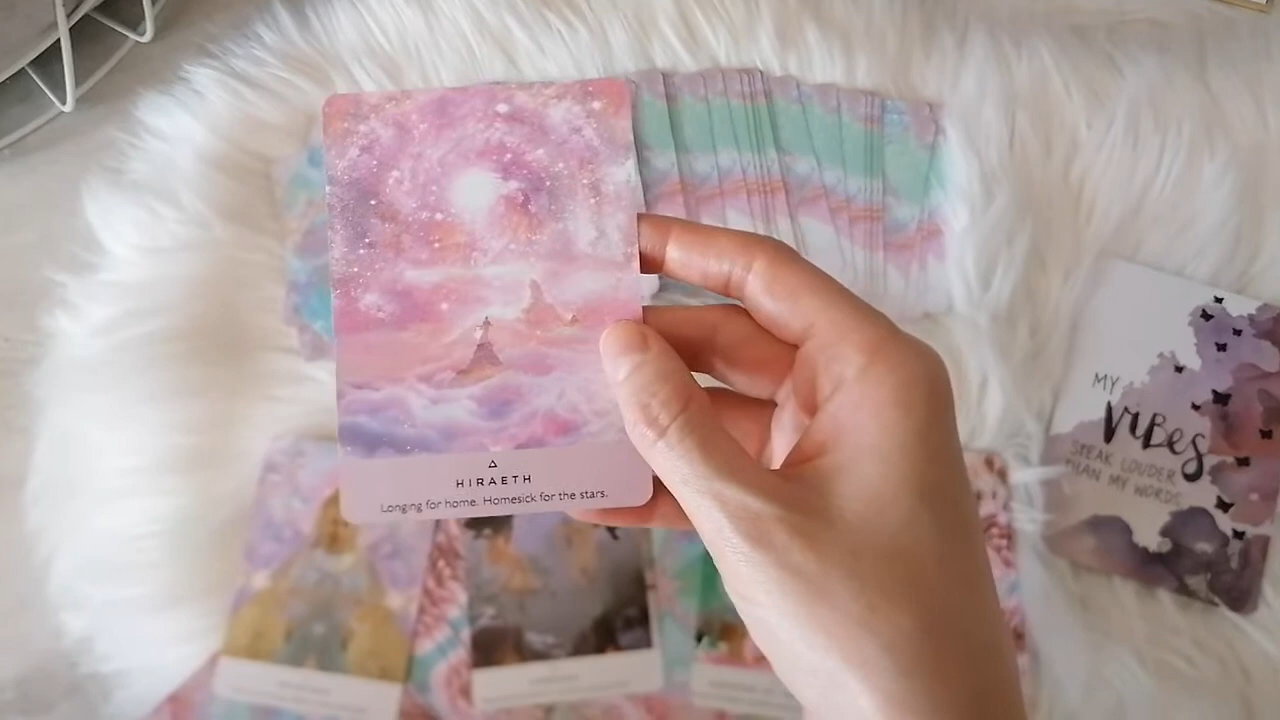 HIRAETH
Longing for home. Homesick for the stars.
MY
VIBES
SPEAK LOUDER
THAN MY WORDS